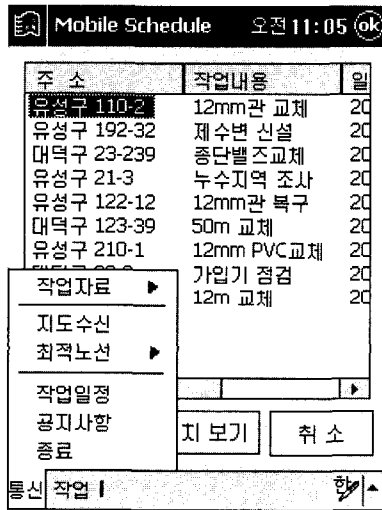 Mobile Schedule 오전 11:05 ok
주 소 작업내용 일
유성구 110-2 12mm관 교체 20
유성구 192-32 제수변 신설 20
대덕구 23-239 종단밸즈교체 20
유성구 21-3 누수지역 조사 20
유성구 122-12 12mm관 복구 20
대덕구 123-39 50m 교체 20
유성구 210-1 12mm PVC교체 20
가입기 점검 20
12m 교체 20
작업자료
지도수신
최적노선
작업일정
공지사항
종료
치 보기 취 소
통신 작업 한